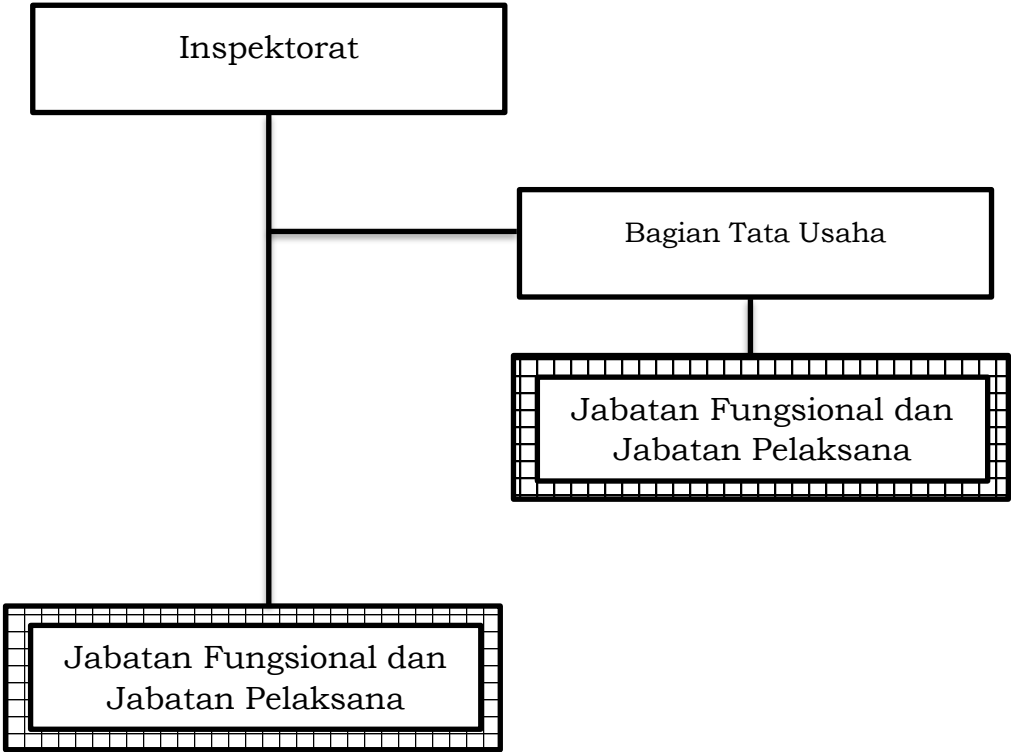 Inspektorat
Bagian Tata Usaha
Jabatan Fungsional dan
Jabatan Pelaksana
Jabatan Fungsional dan
Jabatan Pelaksana